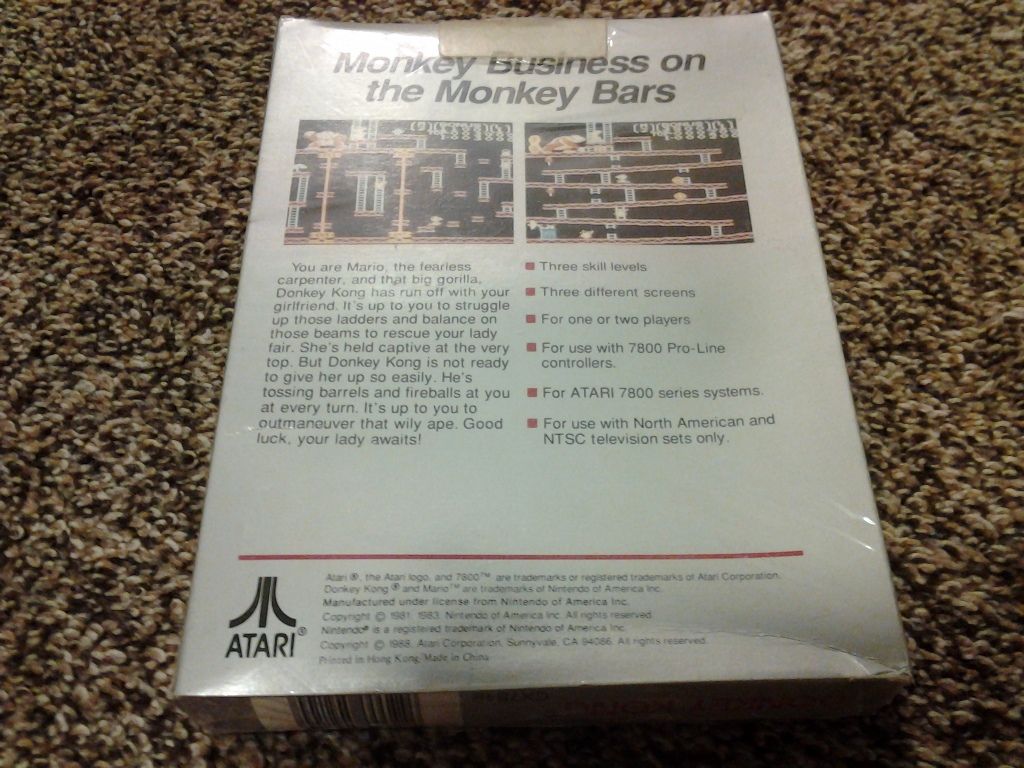 Monkey Business on
the Monkey Bars
You are Mario, the fearless
carpenter, and that big gorilla,
Donkey Kong has run off with your
girlfriend. It's up to you to struggle
up those ladders and balance on
those beams to rescue your lady
fair. She's held captive at the very
top. But Donkey Kong is not ready
to give her up so easily. He's
tossing barrels and fireballs at you
at every turn. It's up to you to
outmaneuver that wily ape. Good
luck, your lady awaits!
Three skill levels
Three different screens
For one or two players
For use with 7800 Pro-Line
controllers.
For ATARI 7800 series systems.
For use with North American and
NTSC television sets only.
ATARI®
Atari ®, the Atari logo, and 7800™ are trademarks or registered trademarks of Atari Corporation.
Donkey Kong ® and Mario™ are trademarks of Nintendo of America Inc.
Manufactured under license from Nintendo of America Inc.
Copyright © 1981, 1983, Nintendo of America Inc. All rights reserved.
Nintendo® is a registered trademark of Nintendo of America Inc.
Copyright © 1988, Atari Corporation, Sunnyvale, CA 94086. All rights reserved.
Printed in Hong Kong/Made in China